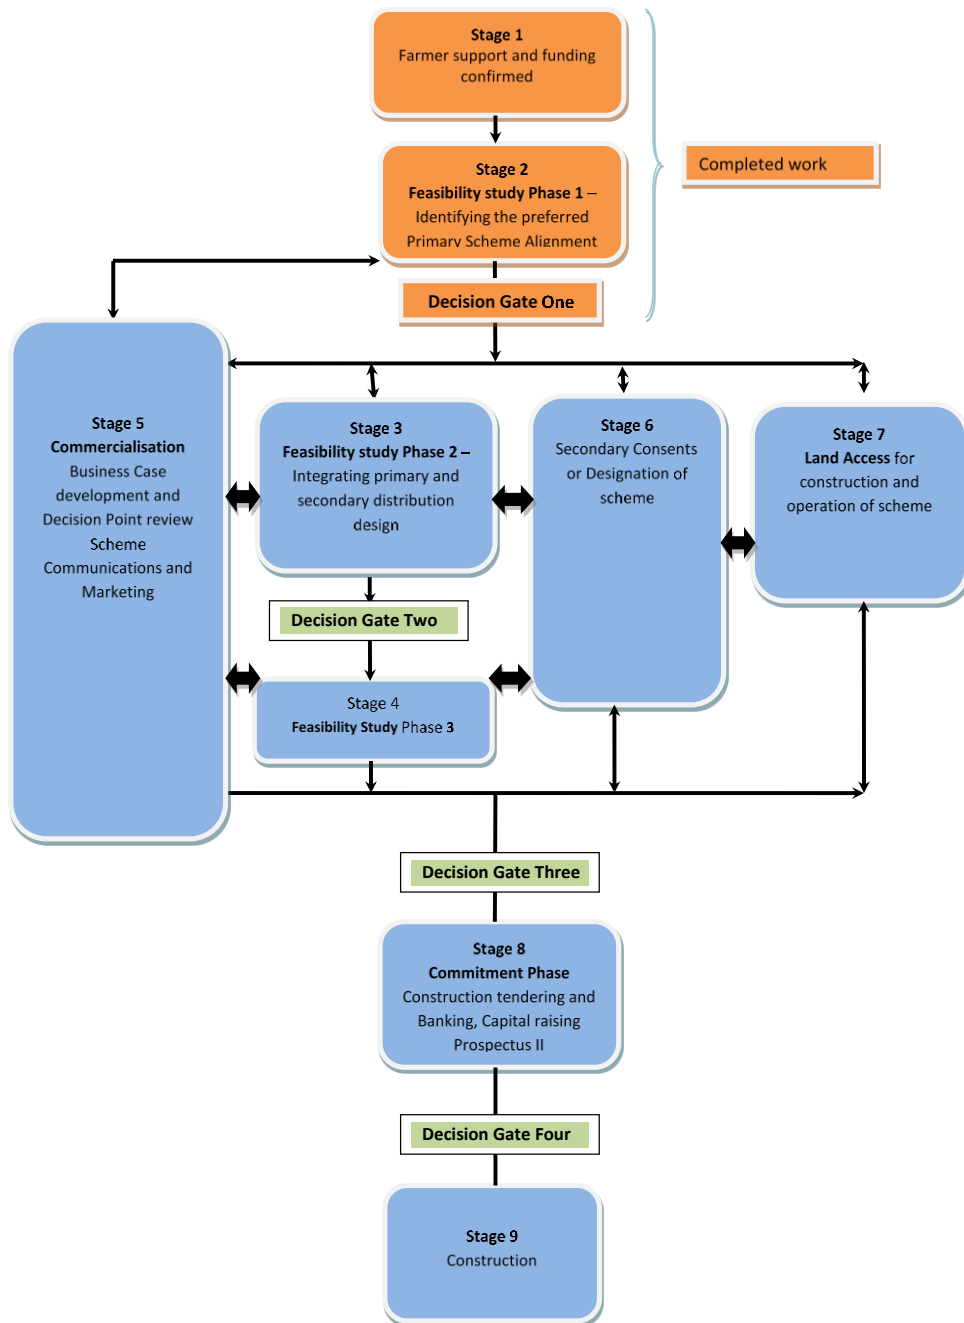 Stage 1
Farmer support and funding
confirmed
Completed work
Stage 2
Feasibility study Phase 1 –
Identifying the preferred
Primary Scheme Alignment
Decision Gate One
Stage 5
Commercialisation
Business Case
development and
Decision Point review
Scheme
Communications and
Marketing
Stage 3
Feasibility study Phase 2 –
Integrating primary and
secondary distribution
design
Stage 6
Secondary Consents
or Designation of
scheme
Stage 7
Land Access for
construction and
operation of scheme
Decision Gate Two
Stage 4
Feasibility Study Phase 3
Decision Gate Three
Stage 8
Commitment Phase
Construction tendering and
Banking, Capital raising
Prospectus II
Decision Gate Four
Stage 9
Construction